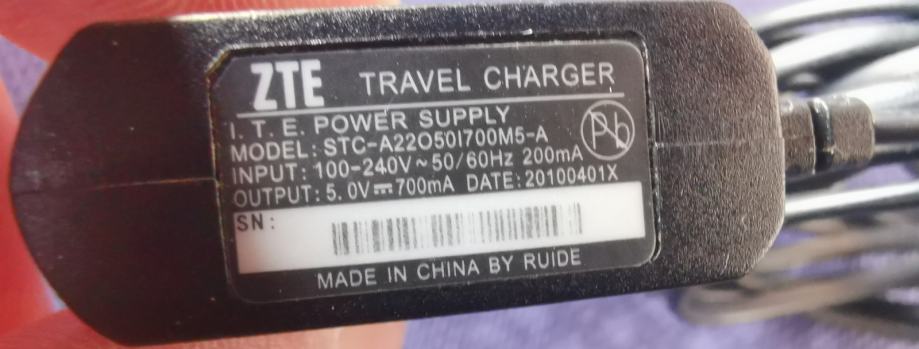 ZTE TRAVEL CHARGER
I. T. E. POWER SUPPLY
MODEL: STC-A22O50I700M5-A
INPUT: 100-240V~50/60Hz 200mA
Pb
OUTPUT: 5.0V⎓700mA DATE: 20100401X
SN:
MADE IN CHINA BY RUIDE